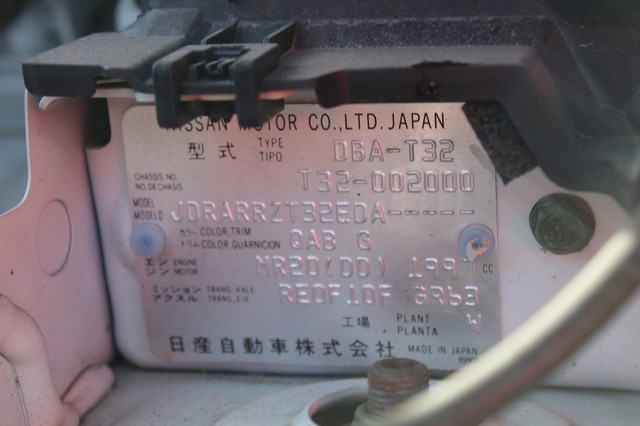 NISSAN MOTOR CO.,LTD. JAPAN
型式 TYPE TIPO DBA-T32
CHASSIS NO. NO.DE CHASIS T32-002000
MODEL MODELO JDRARRZT32EDA-----
カラー COLOR,TRIM トリム COLOR,GUARNICION QAB G
エンジン ENGINE MOTOR MR20(DD) 1997 CC
ミッション TRANS. AXLE アクスル TRANS. EJE RE0F10F GR63
工場 PLANT PLANTA W
日産自動車株式会社 MADE IN JAPAN